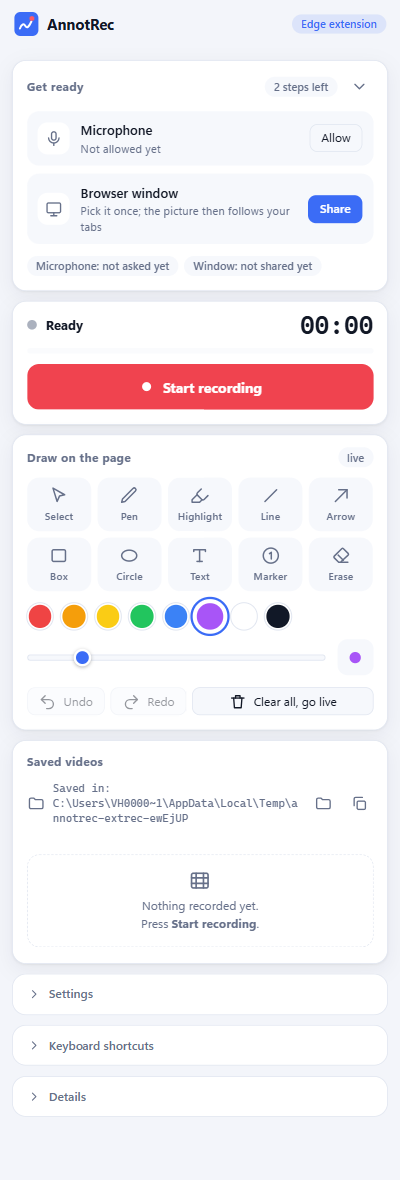 AnnotRec
Edge extension
Get ready
2 steps left
Microphone
Not allowed yet
Allow
Browser window
Pick it once; the picture then follows your
tabs
Share
Microphone: not asked yet
Window: not shared yet
Ready
00:00
Start recording
Draw on the page
live
Select
Pen
Highlight
Line
Arrow
Box
Circle
Text
1
Marker
Erase
Undo
Redo
Clear all, go live
Saved videos
Saved in:
C:\Users\VH0000~1\AppData\Local\Temp\a
nnotrec-extrec-ewEjUP
Nothing recorded yet.
Press Start recording.
Settings
Keyboard shortcuts
Details